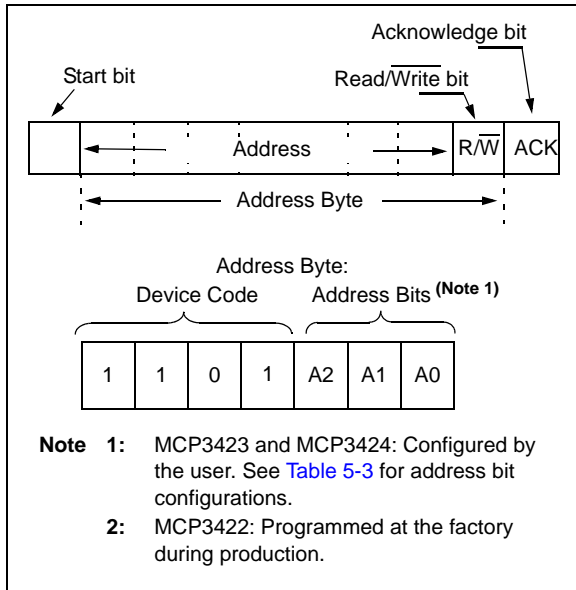 Acknowledge bit
Start bit
Read/Write bit
Address
R/W
ACK
Address Byte
Address Byte:
Device Code
Address Bits (Note 1)
1 1 0 1 A2 A1 A0
Note 1: MCP3423 and MCP3424: Configured by
the user. See Table 5-3 for address bit
configurations.
2: MCP3422: Programmed at the factory
during production.